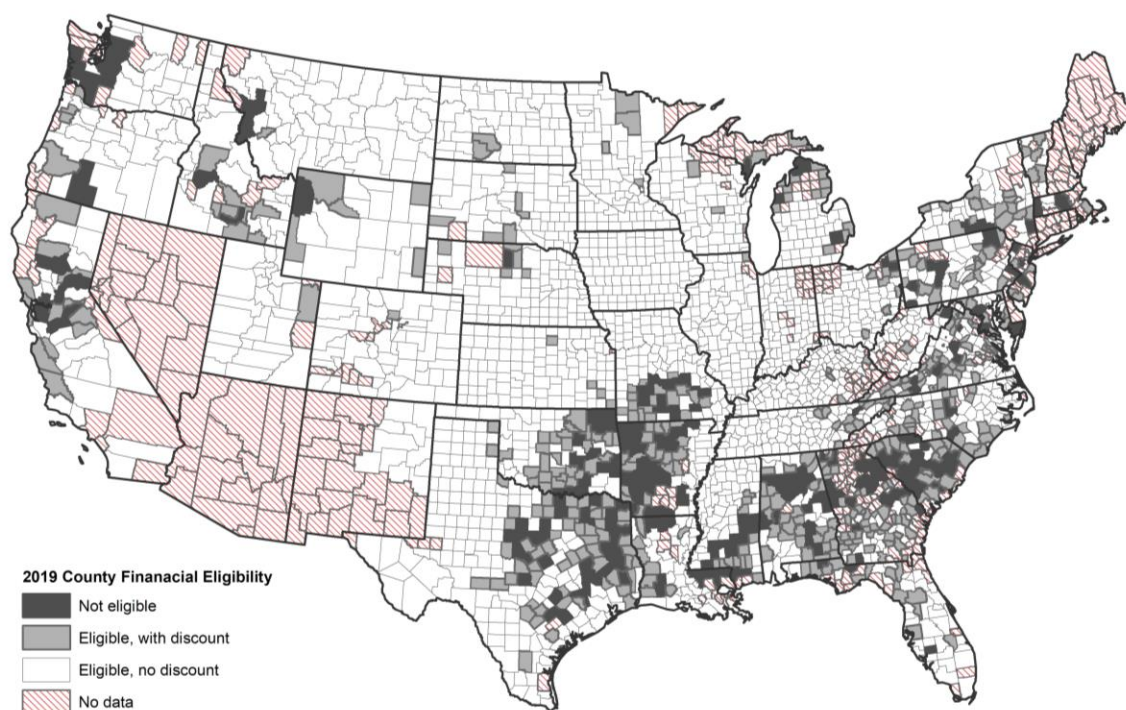 2019 County Finanacial Eligibility
Not eligible
Eligible, with discount
Eligible, no discount
No data